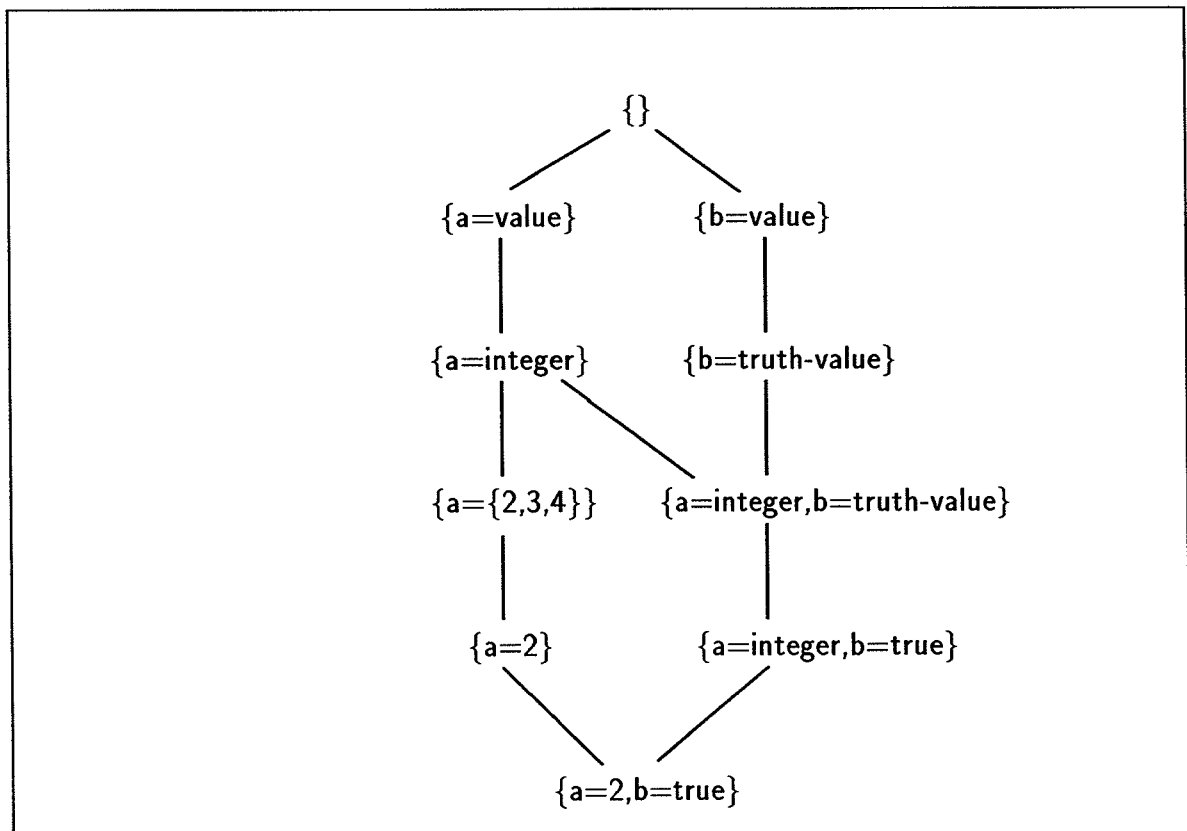 {}
{a=value} {b=value}
{a=integer} {b=truth-value}
{a={2,3,4}} {a=integer,b=truth-value}
{a=2} {a=integer,b=true}
{a=2,b=true}